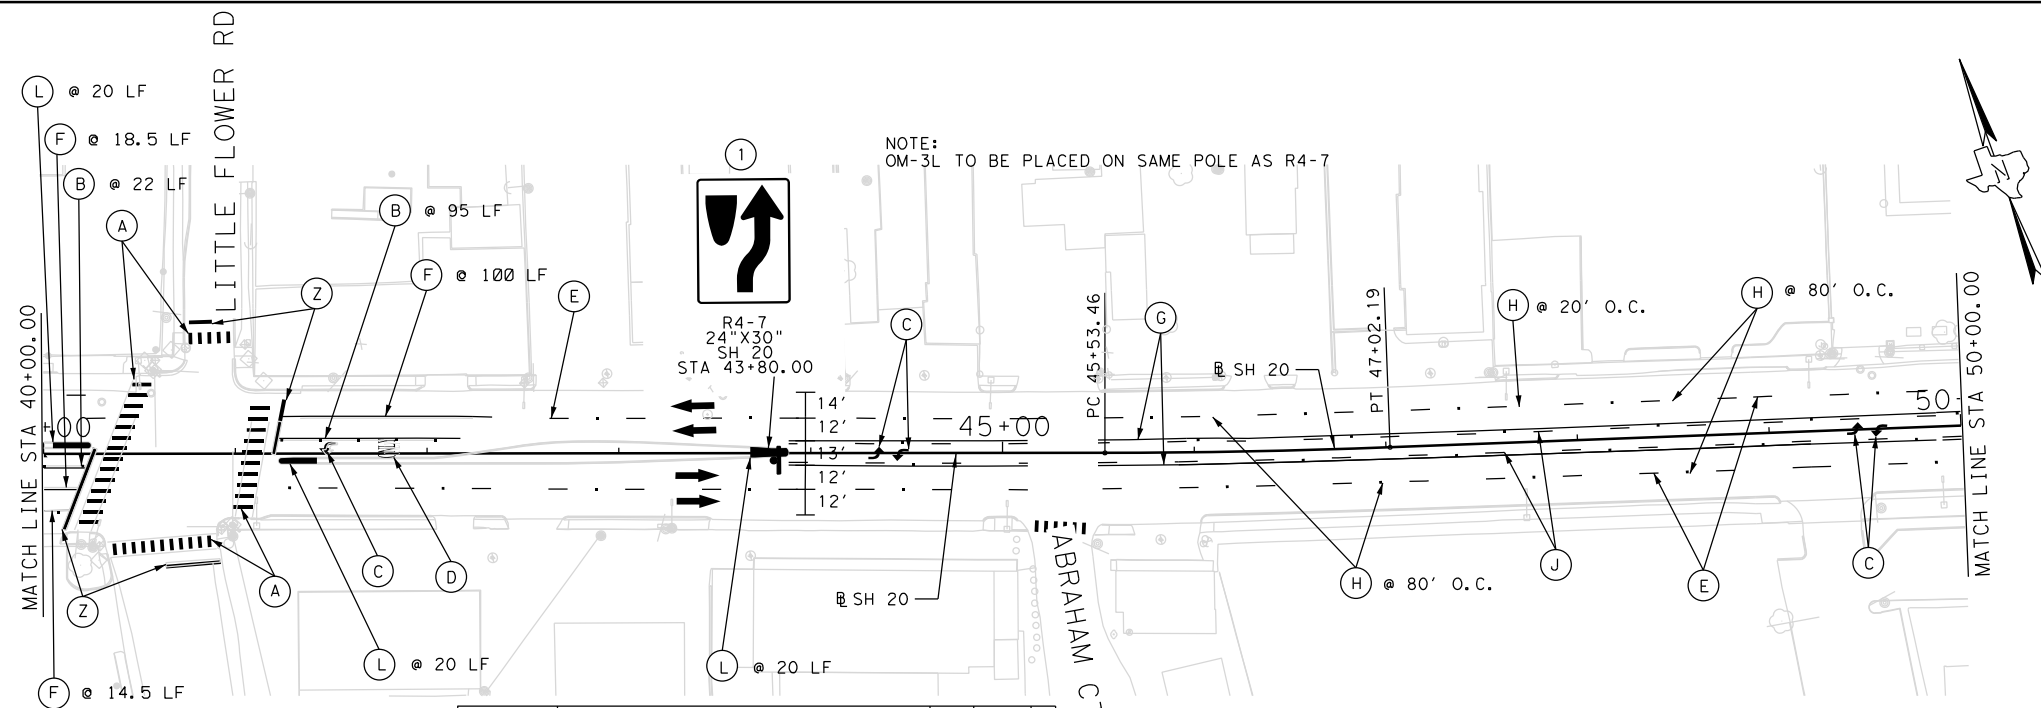 LITTLE FLOWER RD
L @ 20 LF
F @ 18.5 LF
B @ 22 LF
A
NOTE:
OM-3L TO BE PLACED ON SAME POLE AS R4-7
1
B @ 95 LF
F @ 100 LF
Z
E
R4-7
24"X30"
SH 20
STA 43+80.00
C
G
H @ 20' O.C.
H @ 80' O.C.
N
MATCH LINE STA 40+00.00
PC 45+53.46
PT 47+02.19
SH 20
MATCH LINE STA 50+00.00
14'
12'
13'
12'
12'
45+00
50
+00
Z
A
C
D
SH 20
ABRAHAM CT
H @ 80' O.C.
J
E
C
F @ 14.5 LF
L @ 20 LF
L @ 20 LF